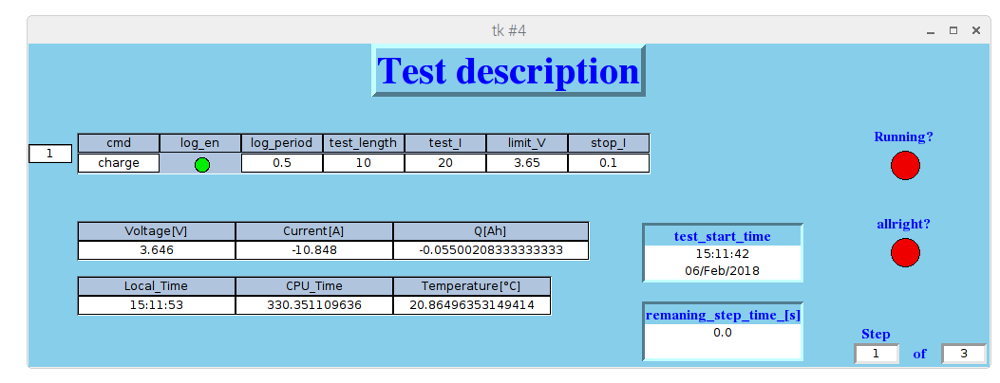 tk #4
Test description
1
cmd log_en log_period test_length test_I limit_V stop_I
charge 0.5 10 20 3.65 0.1
Running?
Voltage[V] Current[A] Q[Ah]
3.646 -10.848 -0.05500208333333333
test_start_time
15:11:42
06/Feb/2018
allright?
Local_Time CPU_Time Temperature[°C]
15:11:53 330.351109636 20.86496353149414
remaning_step_time_[s]
0.0
Step
1 of 3